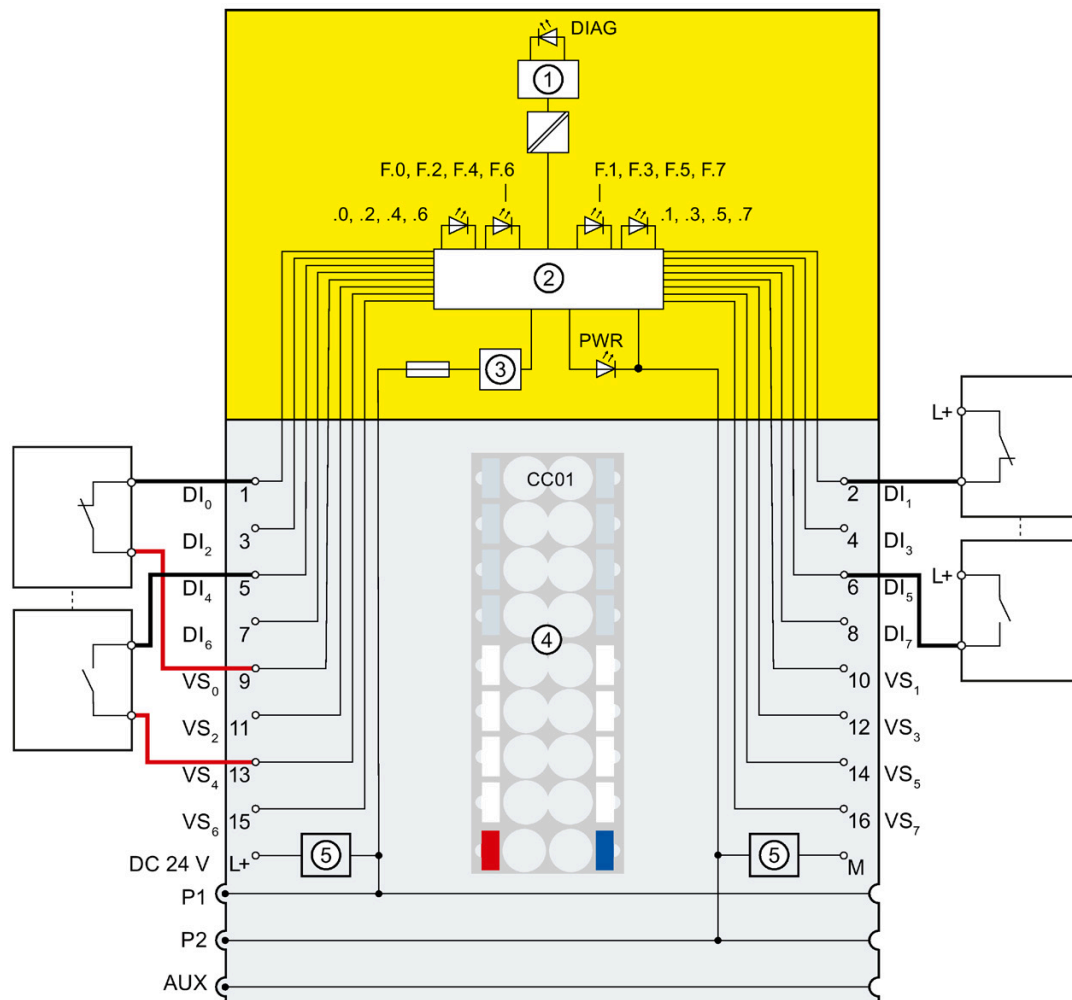 DIAG
①
F.0, F.2, F.4, F.6
F.1, F.3, F.5, F.7
.0, .2, .4, .6
.1, .3, .5, .7
②
PWR
③
L+
CC01
DI0 1
2 DI1
DI2 3
4 DI3
L+
DI4 5
6 DI5
DI6 7
8 DI7
④
VS0 9
10 VS1
VS2 11
12 VS3
VS4 13
14 VS5
VS6 15
16 VS7
DC 24 V L+
⑤
⑤
M
P1
P2
AUX